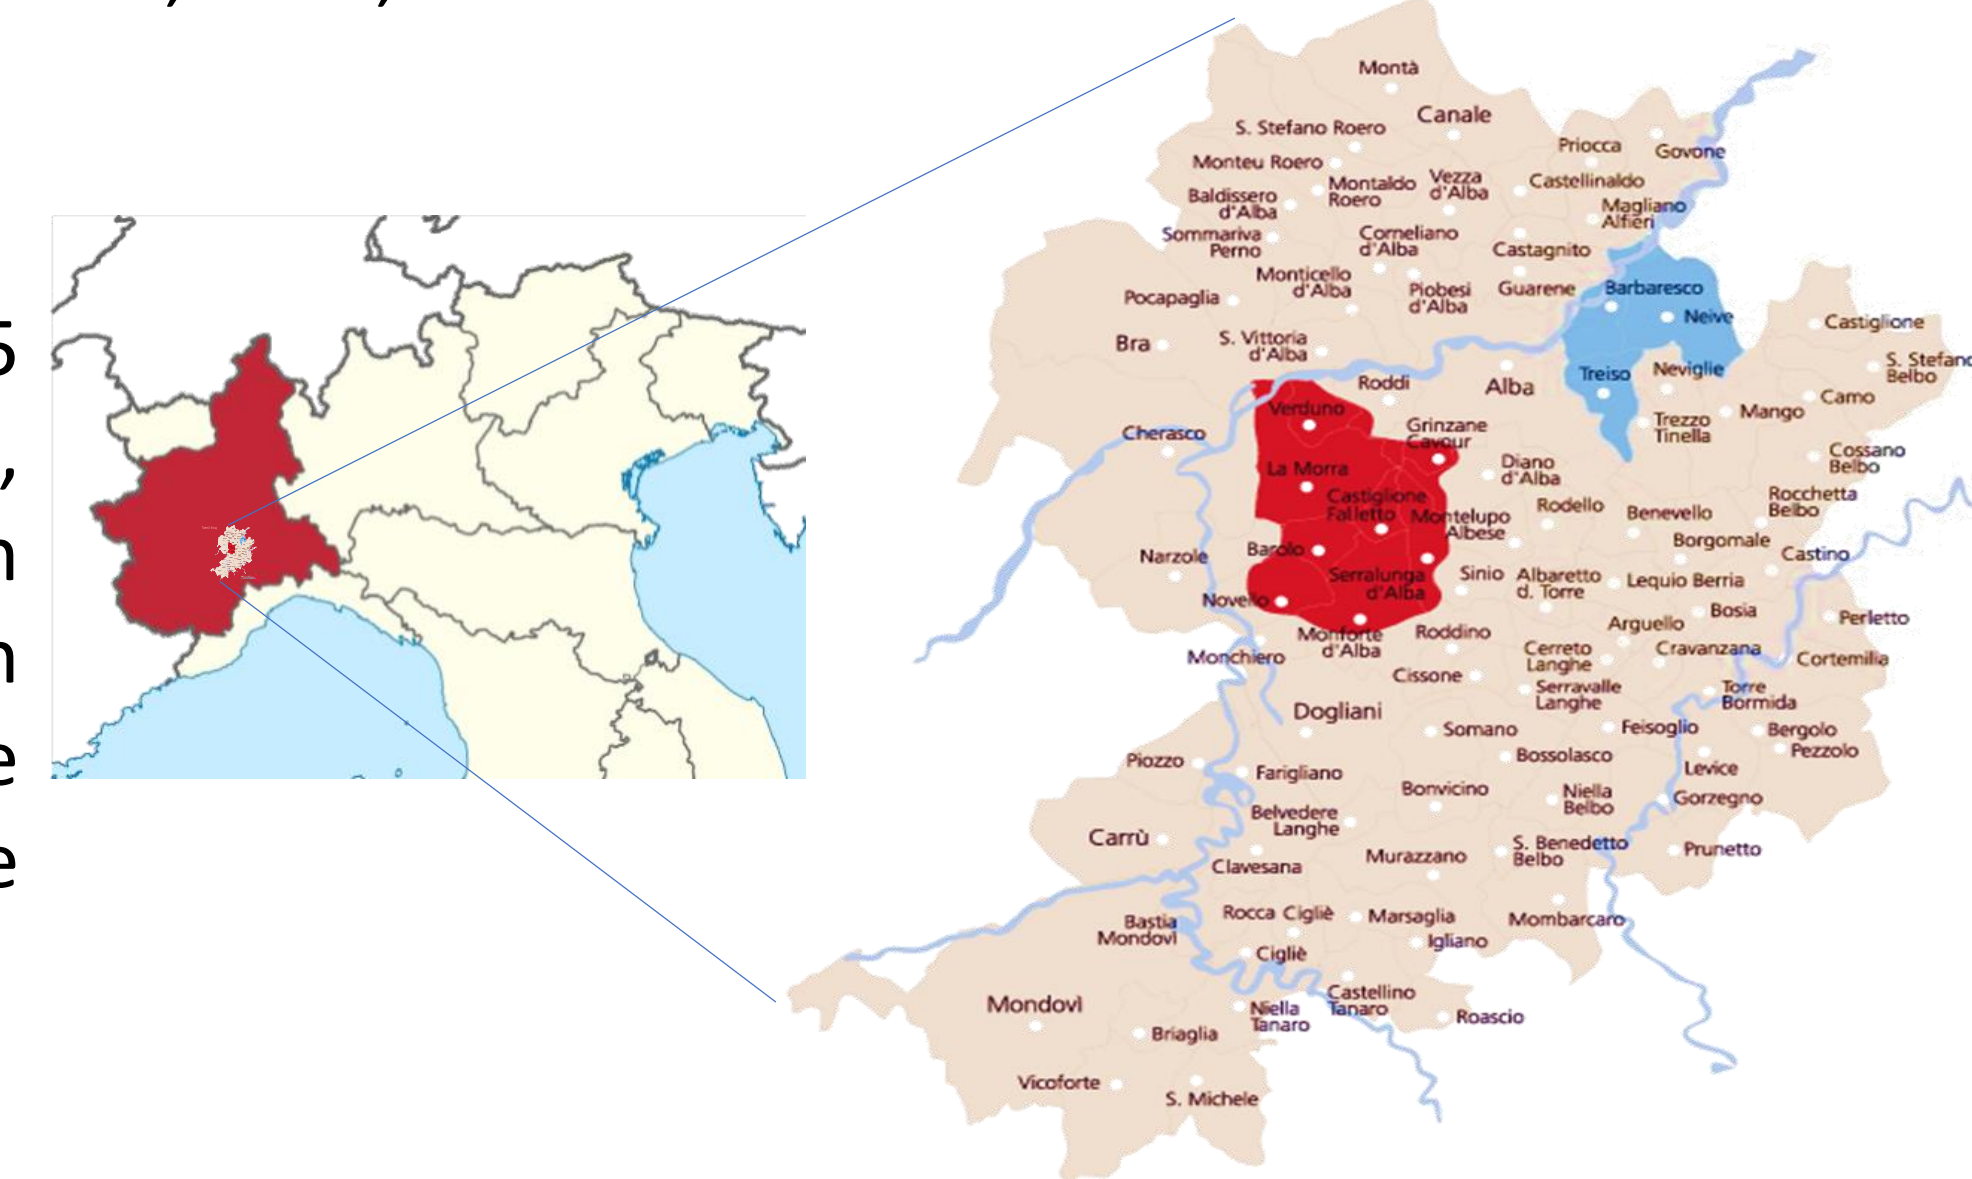 5
,
n
n
e
e
Montà
Canale
S. Stefano Roero
Priocca
Govone
Monteu Roero
Montaldo
Roero
Vezza
d'Alba
Castellinaldo
Baldissero
d'Alba
Magliano
Alfieri
Sommariva
Perno
Corneliano
d'Alba
Castagnito
Monticello
d'Alba
Piobesi
d'Alba
Guarene
Barbaresco
Pocapaglia
Neive
Castiglione
Bra
S. Vittoria
d'Alba
S. Stefano
Belbo
Roddi
Alba
Treiso
Neviglie
Camo
Verduno
Mango
Cherasco
Grinzane
Cavour
Trezzo
Tinella
La Morra
Diano
d'Alba
Cossano
Belbo
Castiglione
Falletto
Rodello
Benevello
Rocchetta
Belbo
Montelupo
Albese
Borgomale
Castino
Narzole
Barolo
Serralunga
d'Alba
Sinio
Albaretto
d. Torre
Lequio Berria
Novello
Bosia
Perletto
Monforte
d'Alba
Roddino
Arguello
Monchiero
Cissone
Cerreto
Langhe
Cravanzana
Cortemilia
Serravalle
Langhe
Torre
Bormida
Dogliani
Somano
Feisoglio
Bergolo
Pezzolo
Piozzo
Farigliano
Bossolasco
Levice
Bonvicino
Niella
Belbo
Gorzegno
Belvedere
Langhe
Carrù
Clavesana
Murazzano
S. Benedetto
Belbo
Prunetto
Bastia
Mondovì
Rocca Cigliè
Marsaglia
Mombarcaro
Igliano
Cigliè
Mondovì
Niella
Tanaro
Castellino
Tanaro
Roascio
Briaglia
Vicoforte
S. Michele